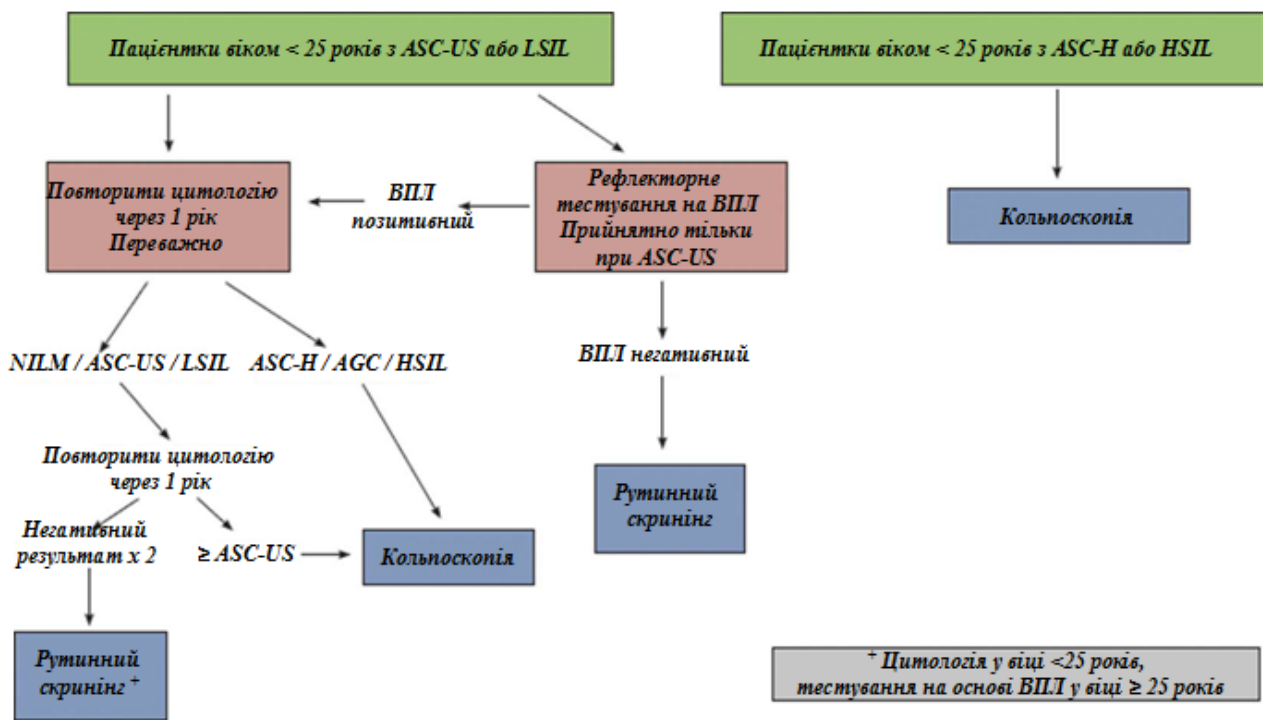 Пацієнтки віком < 25 років з ASC-US або LSIL
Пацієнтки віком < 25 років з ASC-H або HSIL
Повторити цитологію
через 1 рік
Переважно
ВПЛ
позитивний
Рефлекторне
тестування на ВПЛ
Прийнятно тільки
при ASC-US
Кольпоскопія
NILM / ASC-US / LSIL
ASC-H / AGC / HSIL
ВПЛ негативний
Повторити цитологію
через 1 рік
Негативний
результат х 2
≥ ASC-US
Кольпоскопія
Рутинний
скринінг
Рутинний
скринінг +
+ Цитологія у віці <25 років,
тестування на основі ВПЛ у віці ≥ 25 років